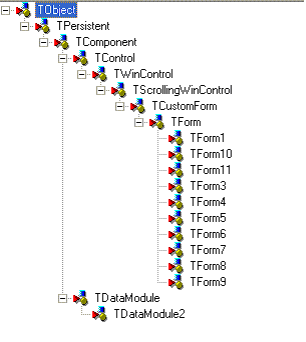 TObject
TPersistent
TComponent
TControl
TWinControl
TScrollingWinControl
TCustomForm
TForm
TForm1
TForm10
TForm11
TForm3
TForm4
TForm5
TForm6
TForm7
TForm8
TForm9
TDataModule
TDataModule2